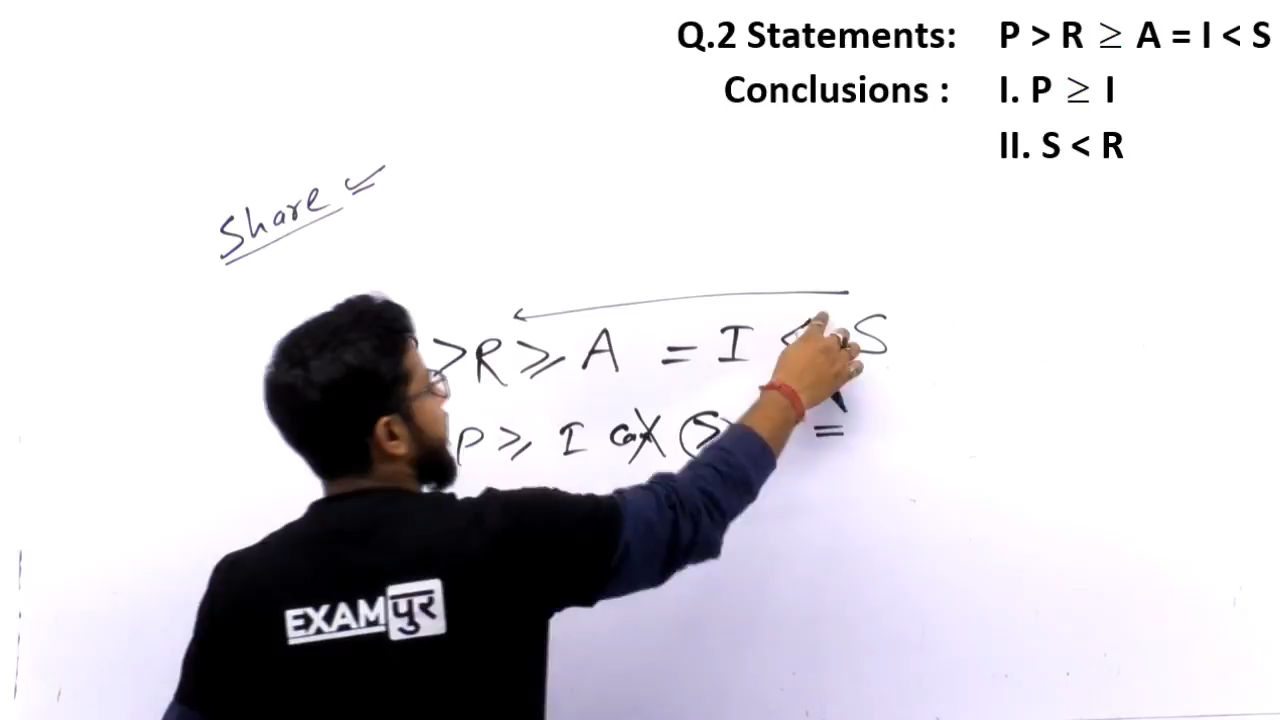 Q.2 Statements: P > R ≥ A = I < S
Conclusions : I. P ≥ I
II. S < R
Share ✓
> R ≥ A = I < S
P ≥ I (S
=
EXAMपुर